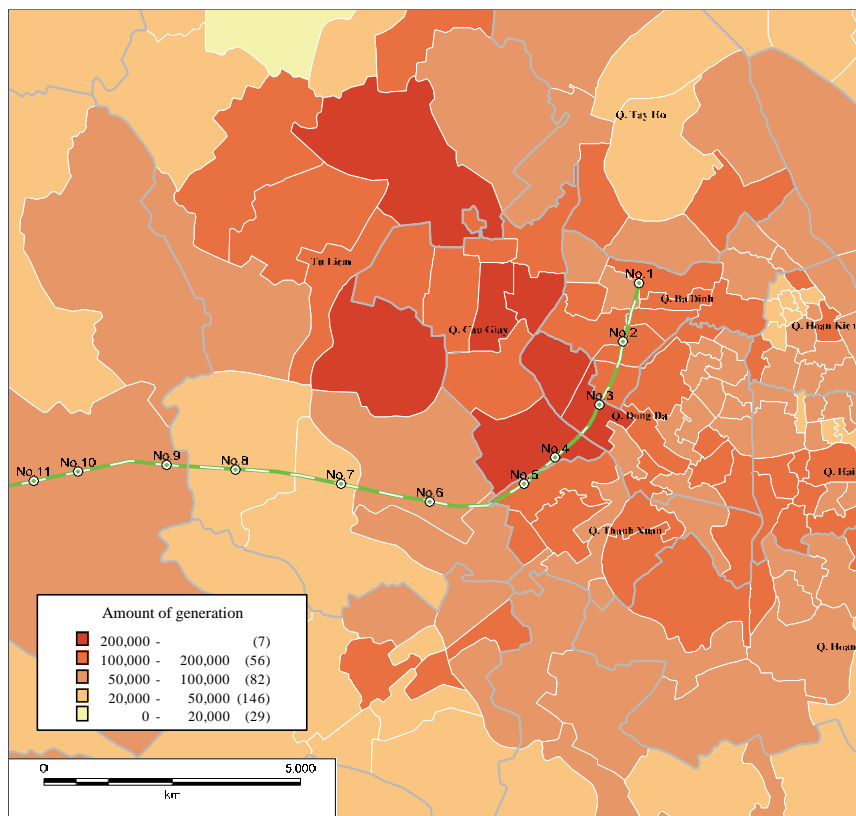 Q. Tay Ho
Tu Liem
No.1
Q. Ba Dinh
Q. Cau Giay
No.2
Q. Hoan Kie
No.3
Q. Dong Da
No.4
No.5
No.6
No.7
No.8
No.9
No.10
No.11
Q. Hai
Q. Thanh Xuan
Q. Hoan
Amount of generation
200,000 - (7)
100,000 - 200,000 (56)
50,000 - 100,000 (82)
20,000 - 50,000 (146)
0 - 20,000 (29)
0 5.000
km